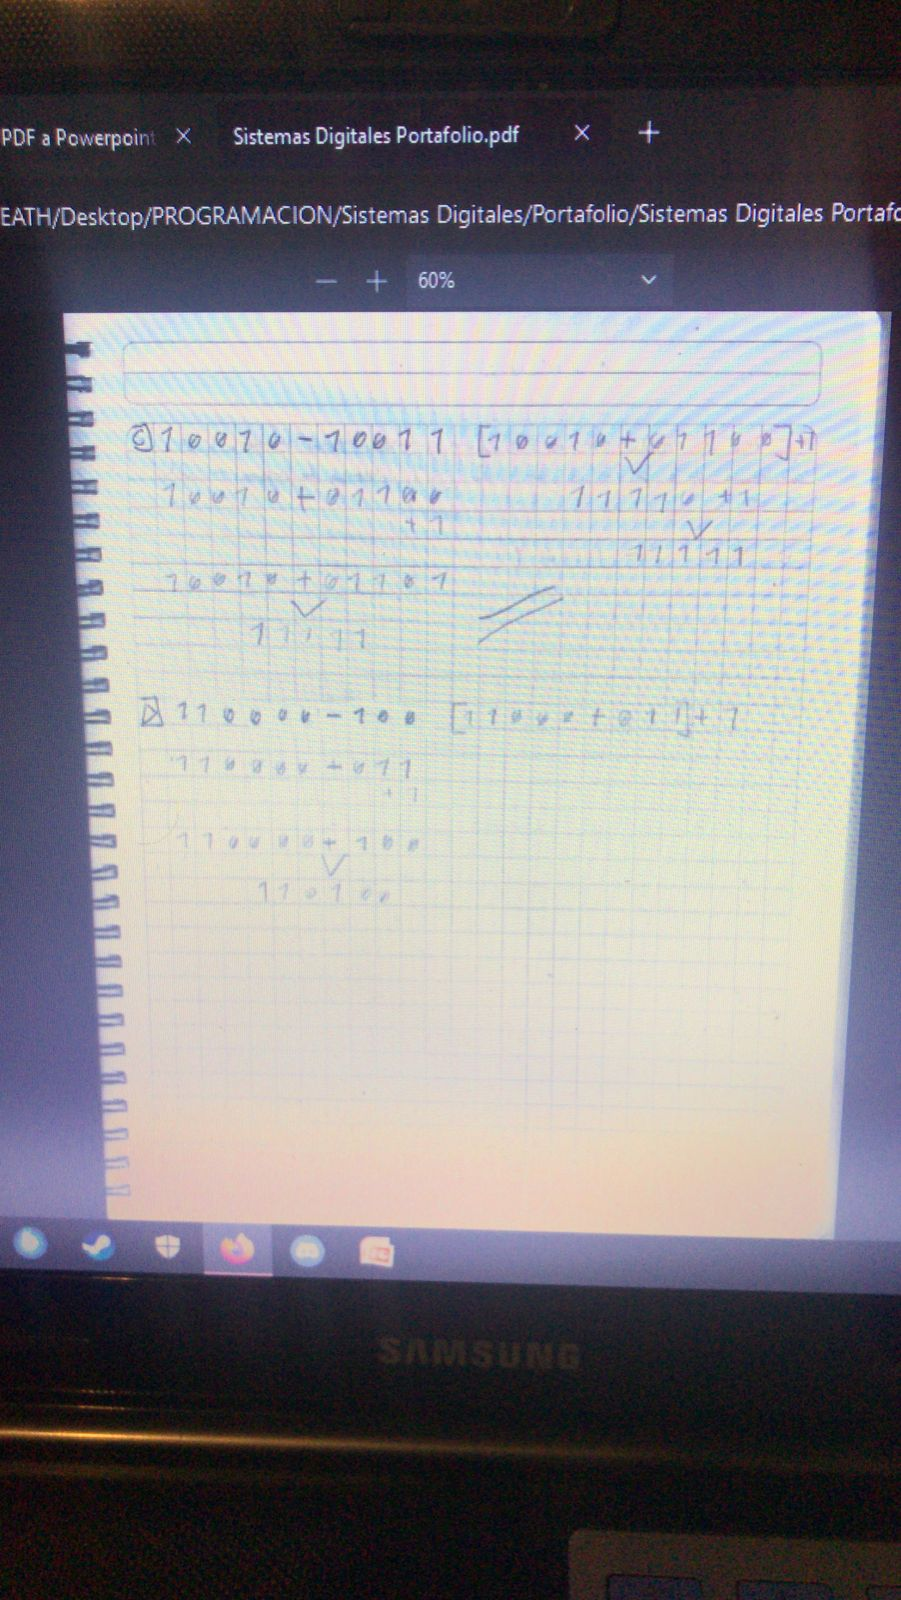 PDF a Powerpoint
Sistemas Digitales Portafolio.pdf
EATH/Desktop/PROGRAMACION/Sistemas Digitales/Portafolio/Sistemas Digitales Portafo
− + 60%
C 10010-10011 [10010+01100]+1
10010+01100 11110 +1
+1 11111
10010+01101
11111
D 110000-100 [11000+011]+1
110000-011
+1
110000+100
110100
SAMSUNG